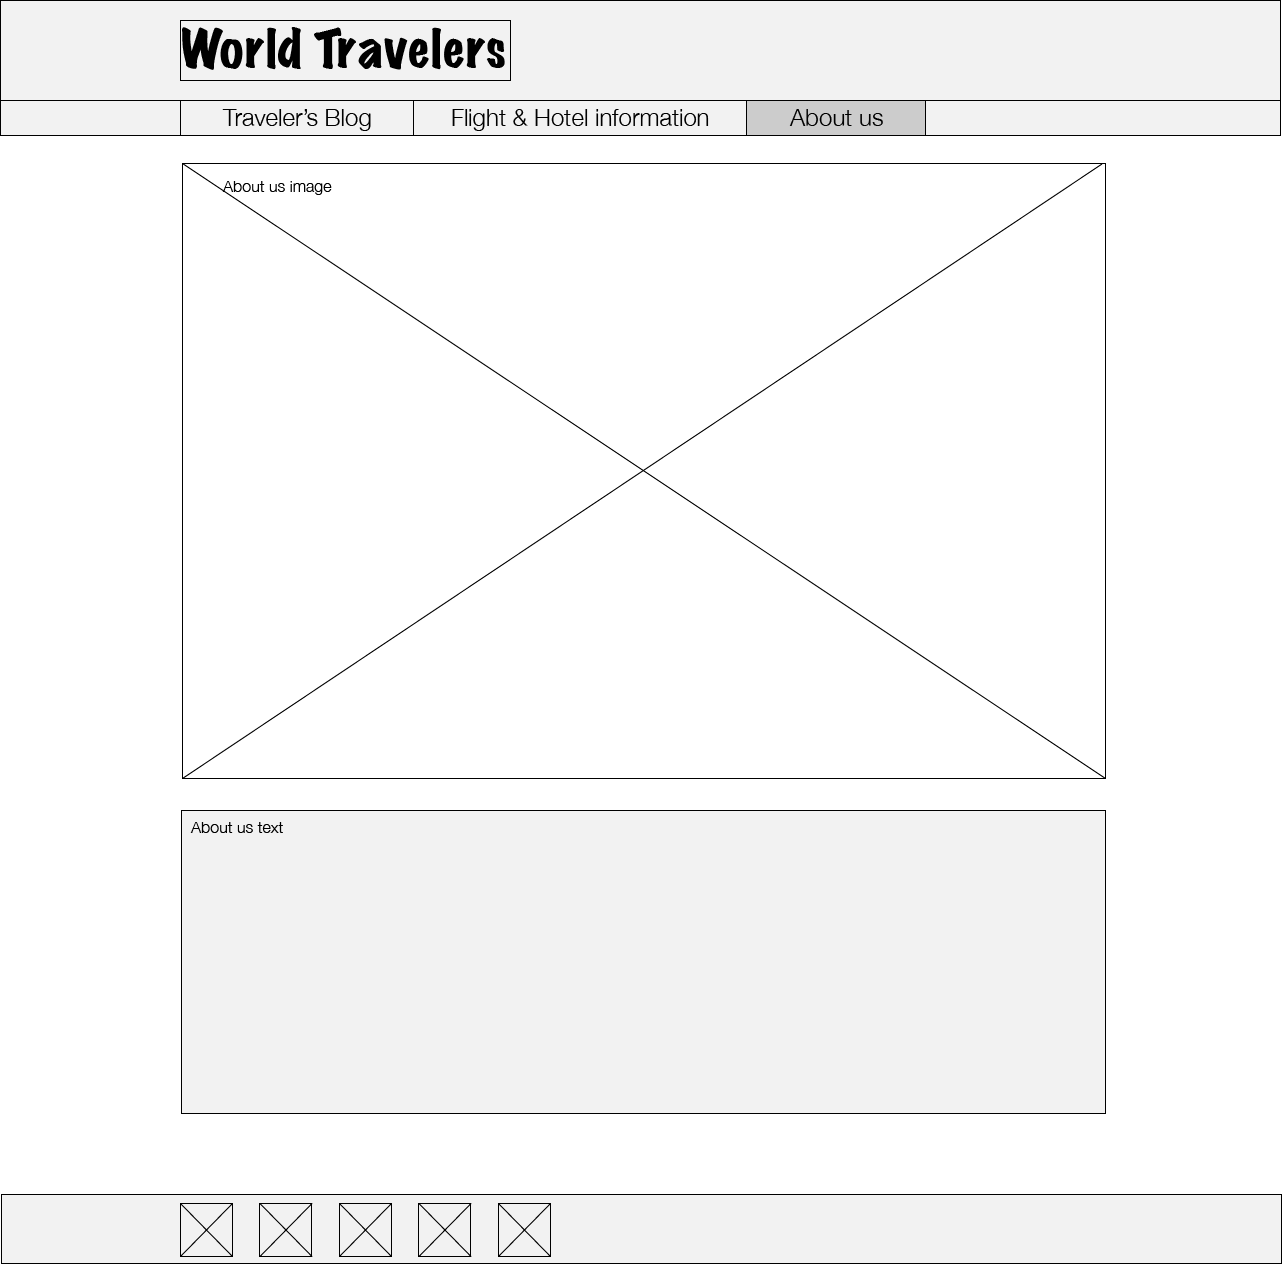 World Travelers
Traveler’s Blog
Flight & Hotel information
About us
About us image
About us text